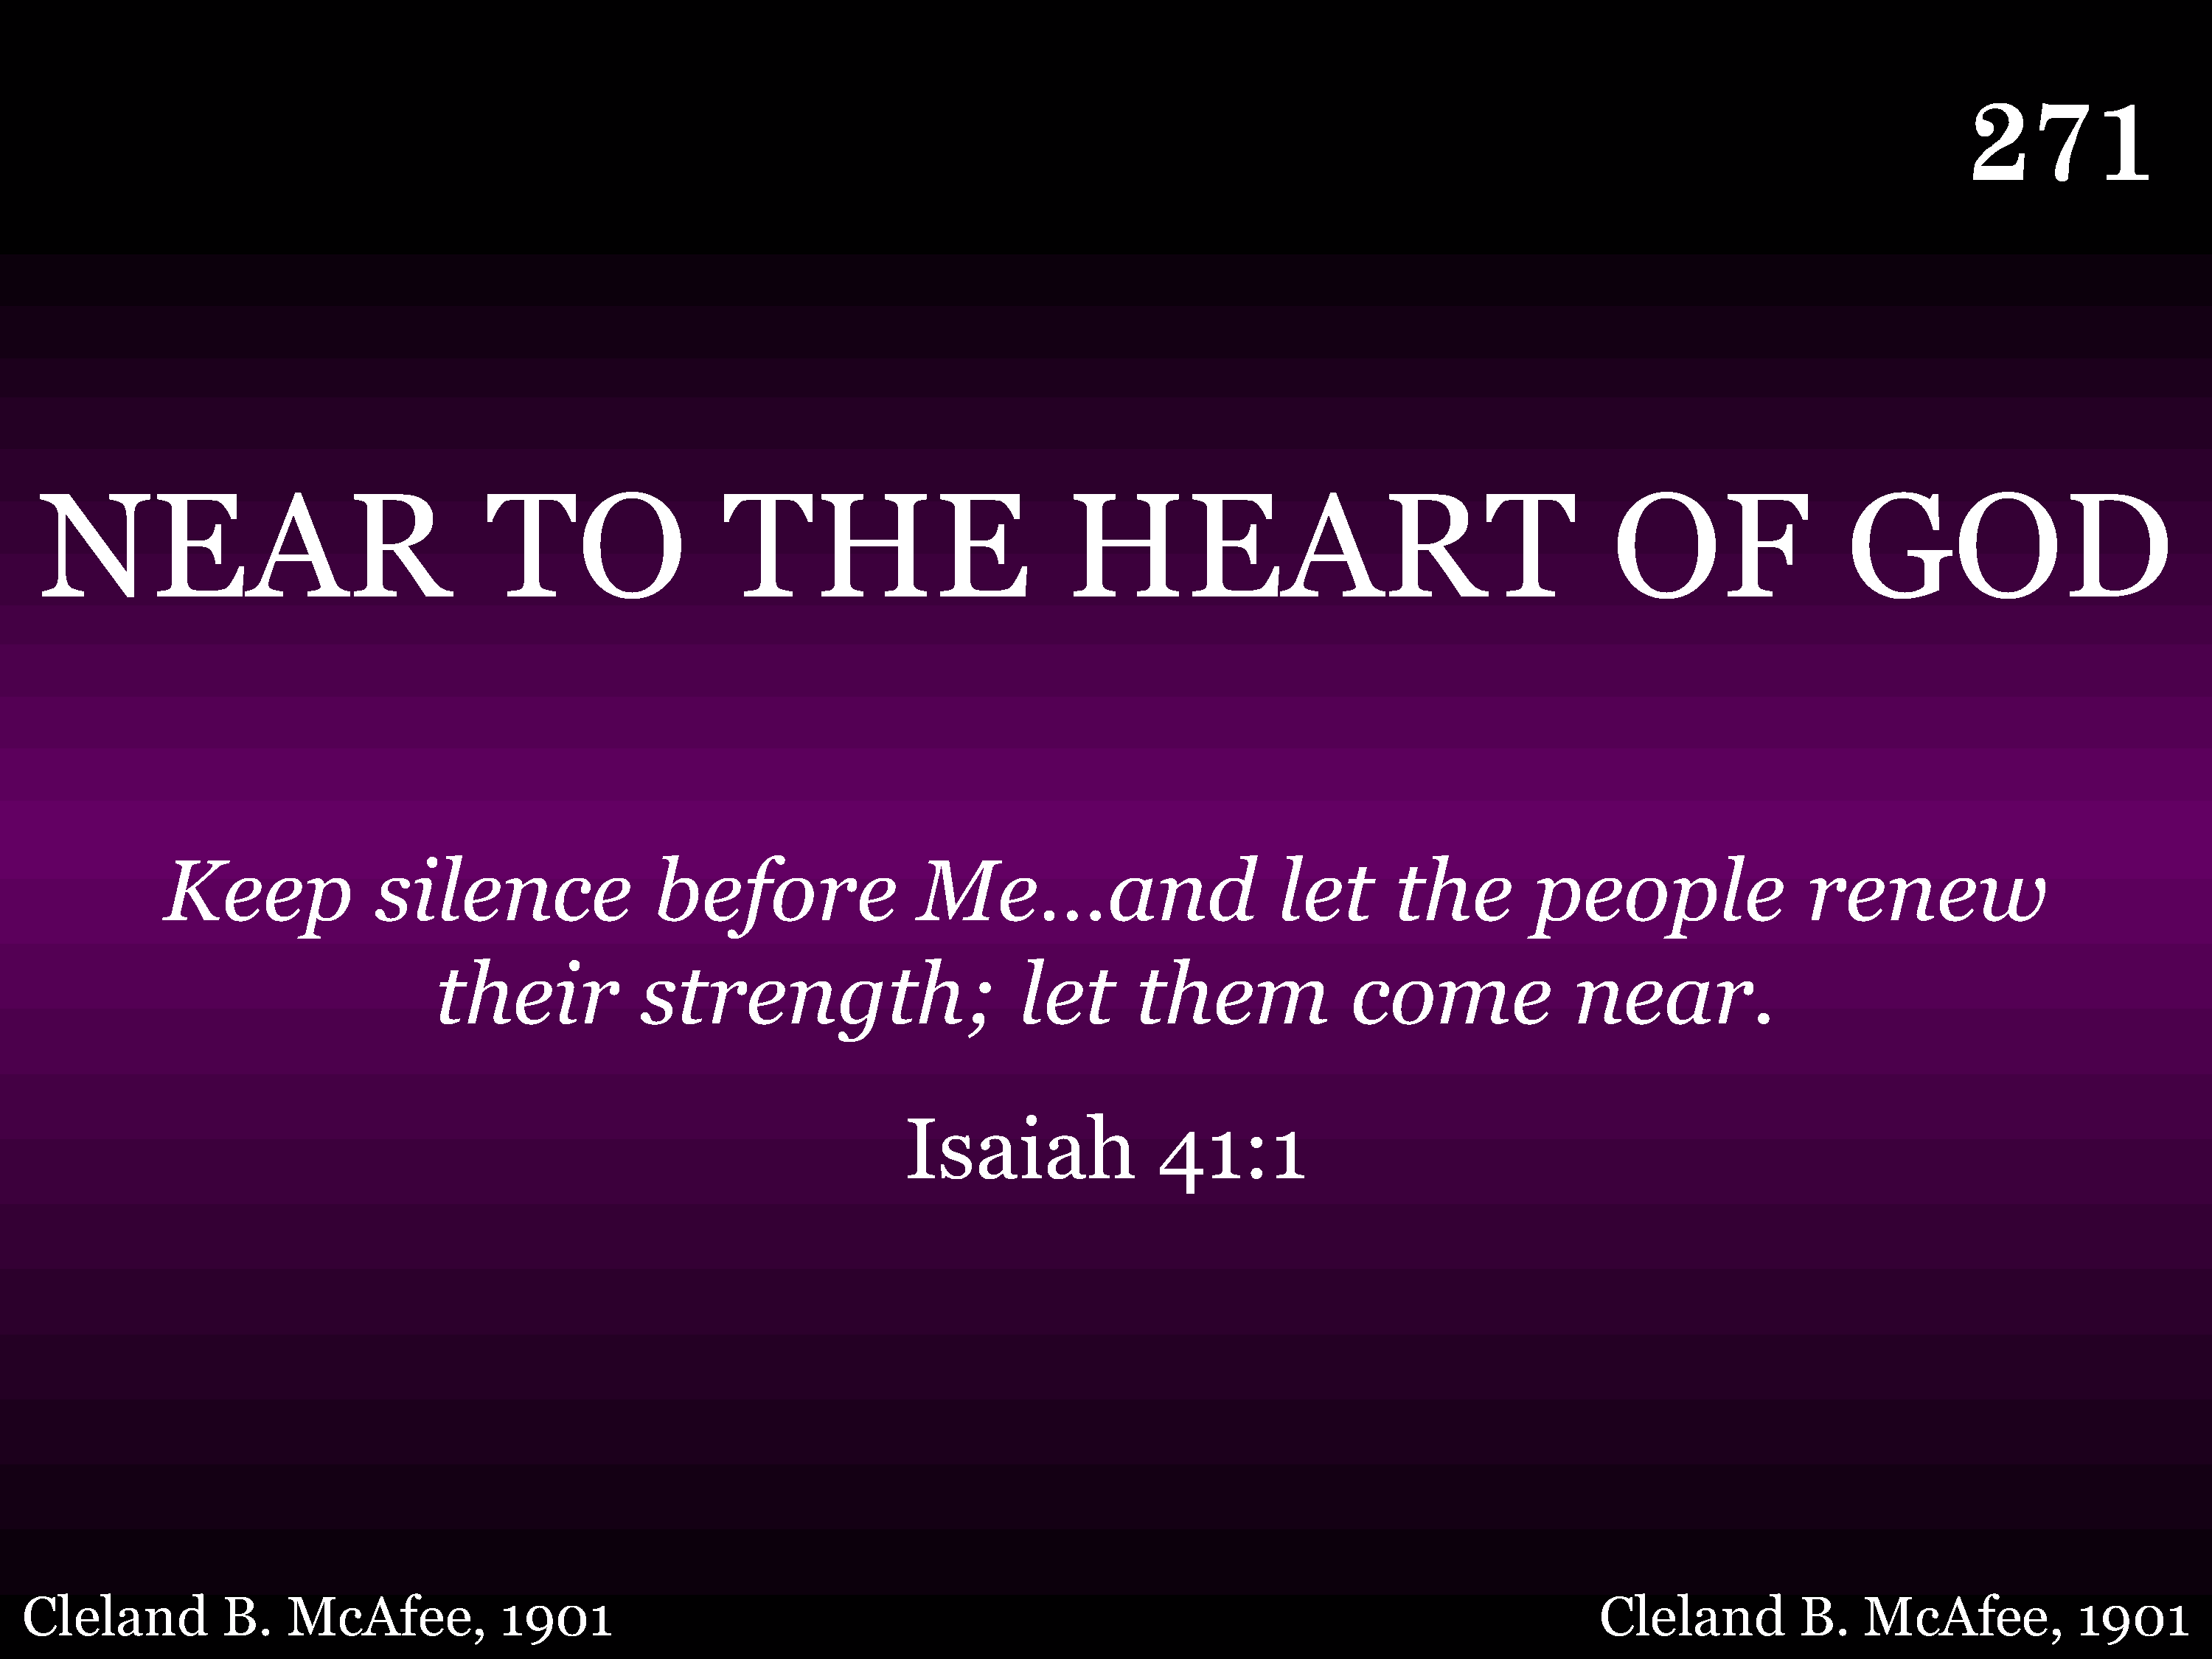 271
NEAR TO THE HEART OF GOD
Keep silence before Me...and let the people renew
their strength; let them come near.
Isaiah 41:1
Cleland B. McAfee, 1901
Cleland B. McAfee, 1901